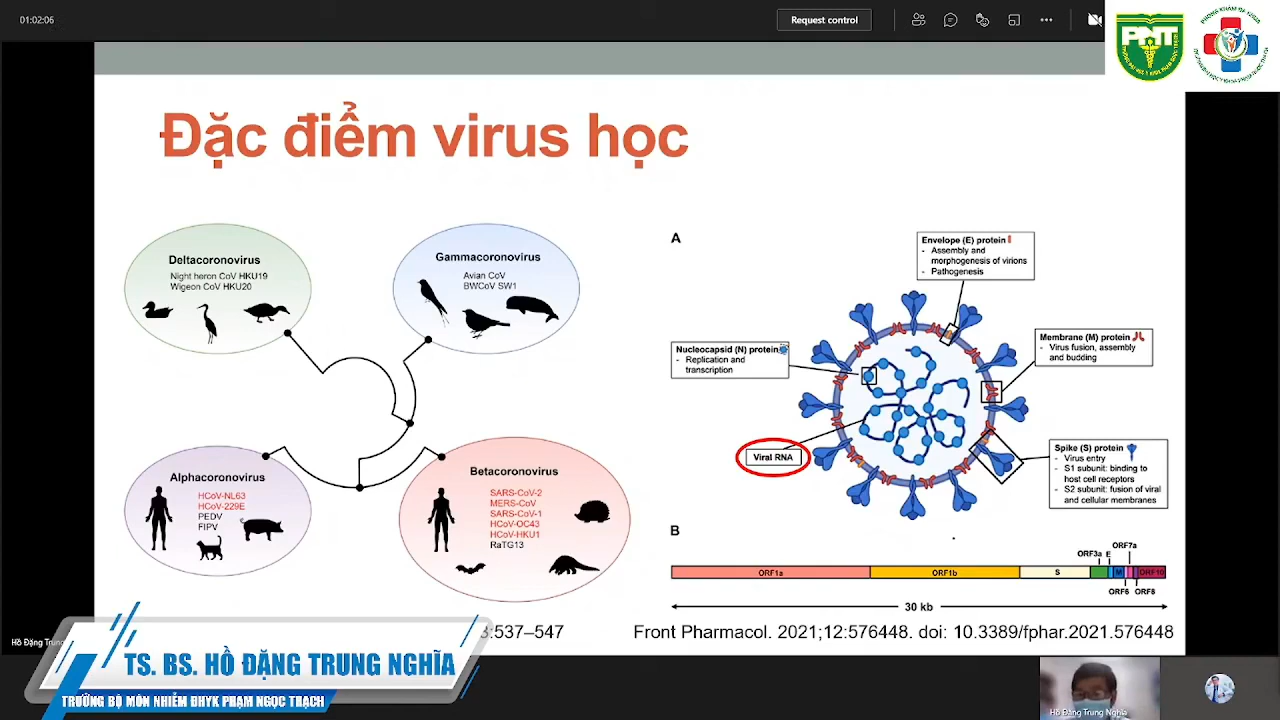 01:02:06
Request control
PNT
Đặc điểm virus học
Deltacoronovirus
Night heron CoV HKU19
Wigeon CoV HKU20
Gammacoronovirus
Avian CoV
BWCoV SW1
Alphacoronovirus
HCoV-NL63
HCoV-229E
PEDV
FIPV
Betacoronovirus
SARS-CoV-2
MERS-CoV
SARS-CoV-1
HCoV-OC43
HCoV-HKU1
RaTG13
A
Envelope (E) protein
- Assembly and
morphogenesis of virions
- Pathogenesis
Nucleocapsid (N) protein
- Replication and
transcription
Membrane (M) protein
- Virus fusion, assembly
and budding
Viral RNA
Spike (S) protein
- Virus entry
- S1 subunit: binding to
host cell receptors
- S2 subunit: fusion of viral
and cellular membranes
B
ORF7a
ORF3a E
ORF1a ORF1b S M ORF10
ORF6 ORF8
30 kb
3:537–547
Front Pharmacol. 2021;12:576448. doi: 10.3389/fphar.2021.576448
Hồ Đặng Trung
TS. BS. HỒ ĐẶNG TRUNG NGHĨA
TRƯỞNG BỘ MÔN NHIỄM ĐHYK PHẠM NGỌC THẠCH
Hồ Đặng Trung Nghĩa